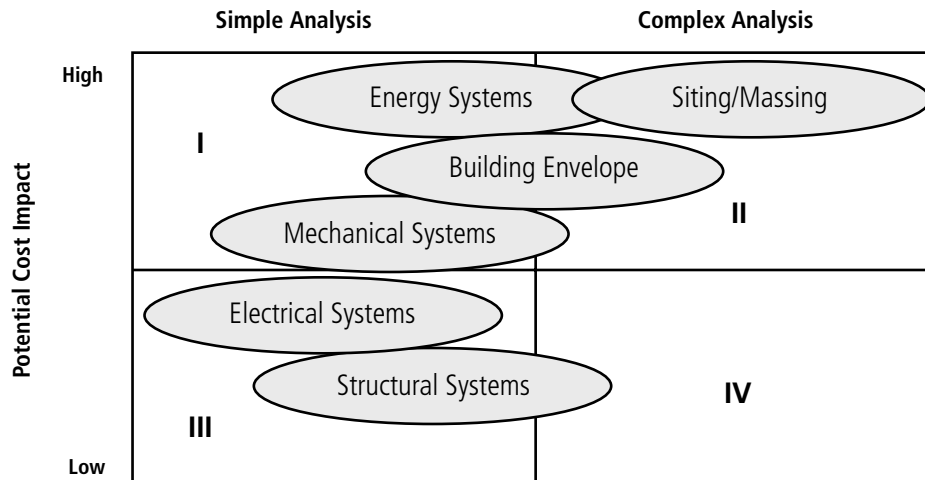 Simple Analysis
Complex Analysis
High
Energy Systems
Siting/Massing
I
Building Envelope
II
Mechanical Systems
Potential Cost Impact
Electrical Systems
Structural Systems
IV
III
Low